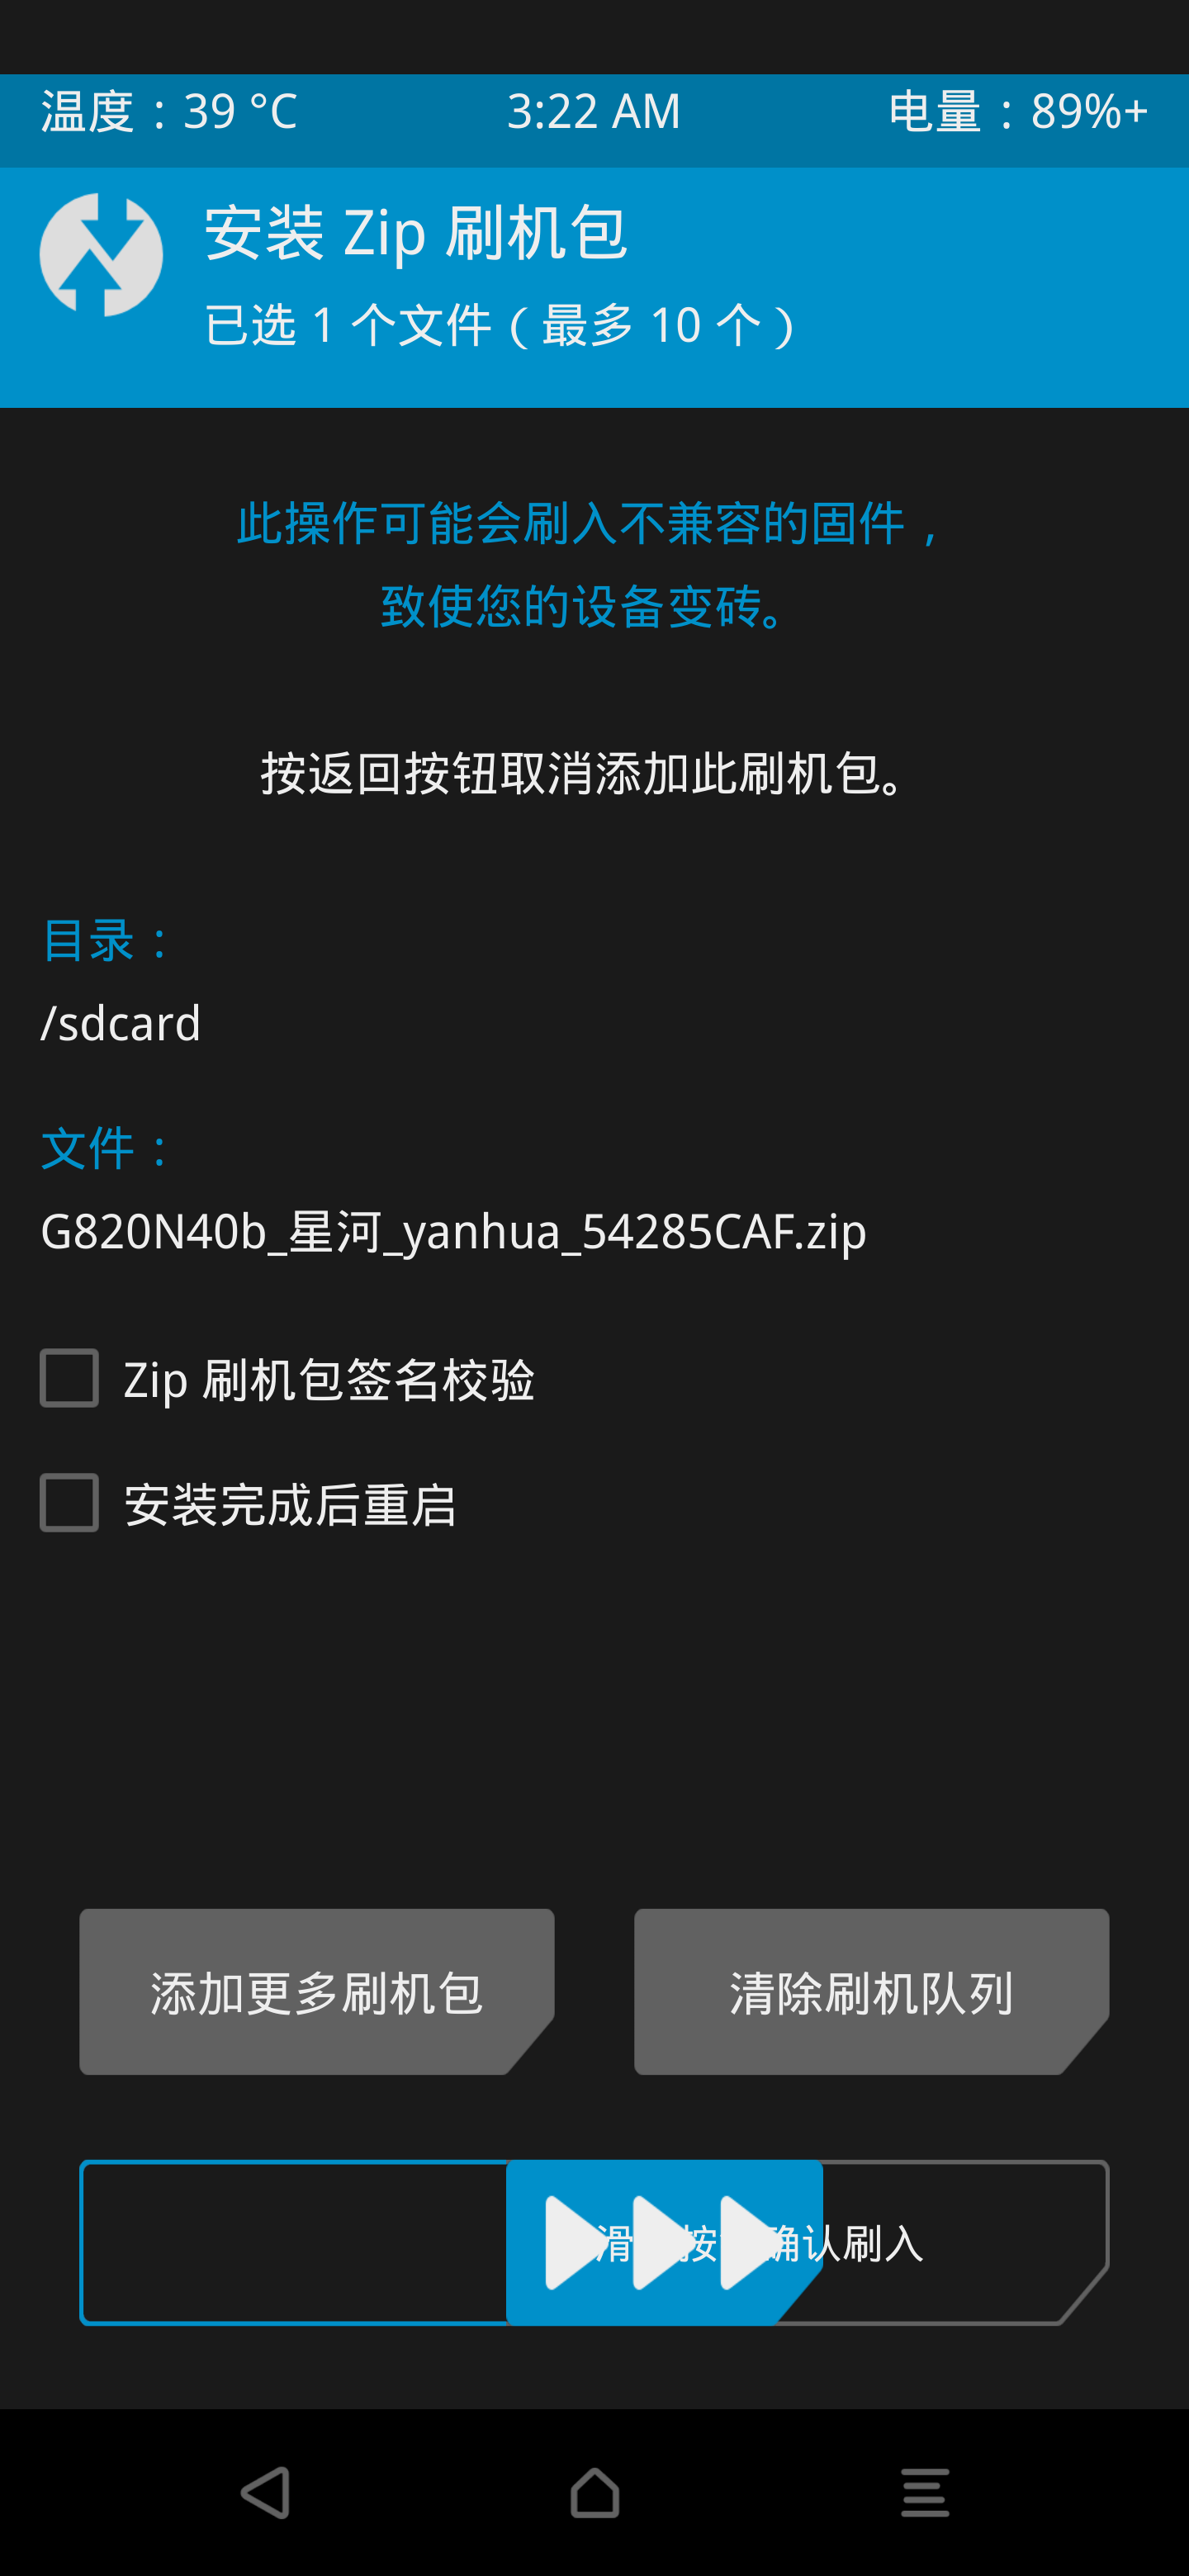 温度：39 °C 3:22 AM 电量：89%+
安装 Zip 刷机包
已选 1 个文件（最多 10 个）
此操作可能会刷入不兼容的固件，
致使您的设备变砖。
按返回按钮取消添加此刷机包。
目录：
/sdcard
文件：
G820N40b_星河_yanhua_54285CAF.zip
Zip 刷机包签名校验
安装完成后重启
添加更多刷机包
清除刷机队列
滑 按 确认刷入